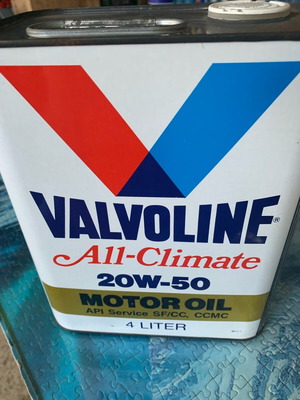 VALVOLINE®
All-Climate
20W-50
MOTOR OIL
API Service SF/CC, CCMC
4 LITER